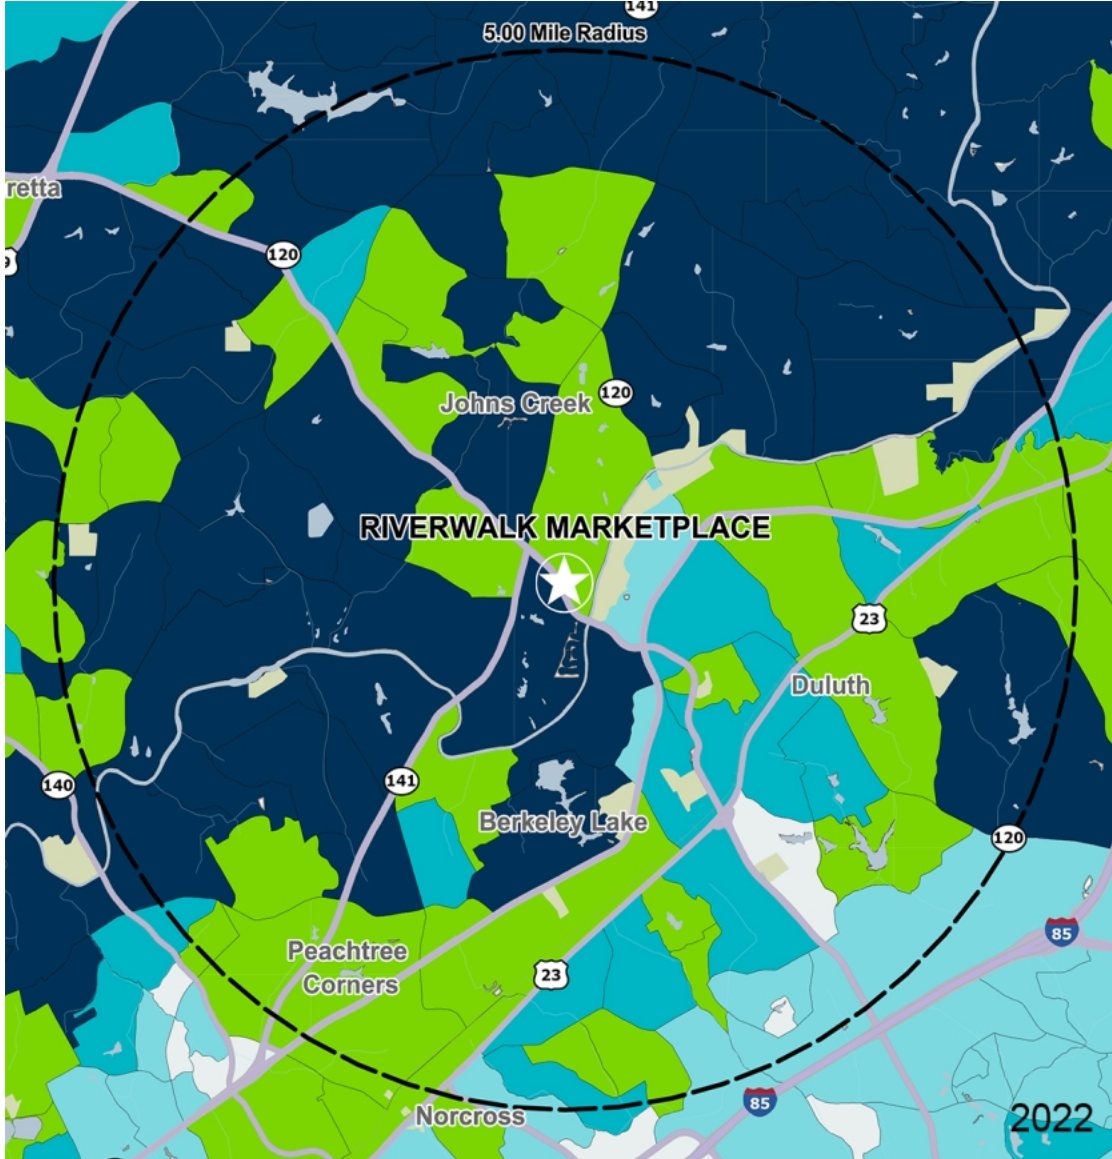 141
5.00 Mile Radius
retta
120
9
120
Johns Creek
RIVERWALK MARKETPLACE
23
Duluth
140
141
Berkeley Lake
120
85
Peachtree
Corners
23
85
Norcross
2022